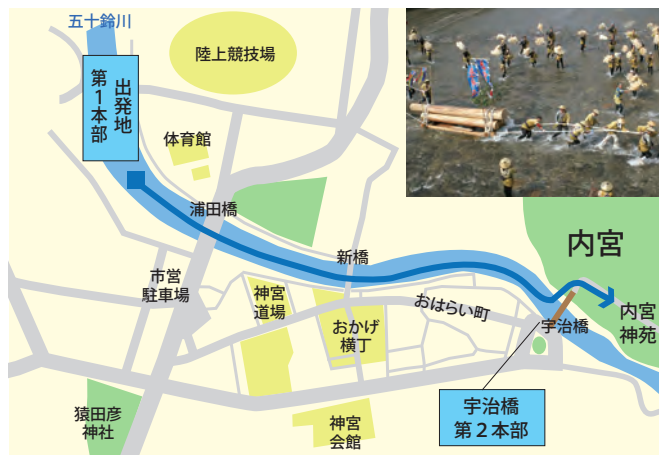 五十鈴川
出発地
第1本部
陸上競技場
体育館
浦田橋
新橋
内宮
市営
駐車場
神宮
道場
おかげ
横丁
おはらい町
宇治橋
内宮
神苑
猿田彦
神社
神宮
会館
宇治橋
第2本部